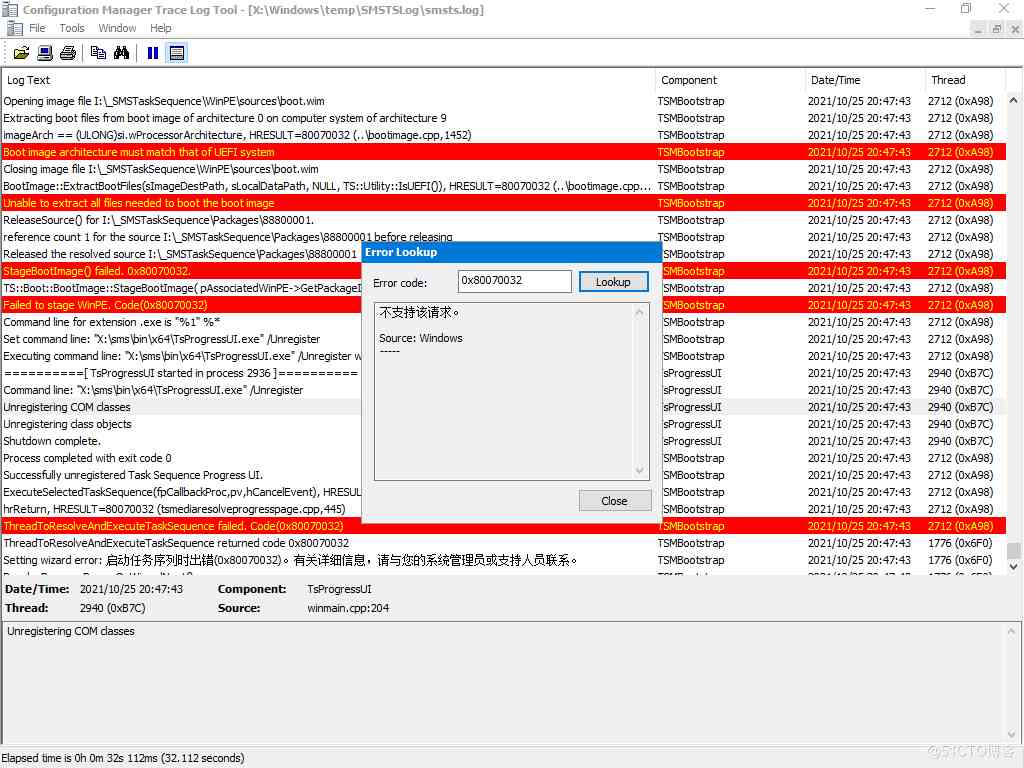 Configuration Manager Trace Log Tool - [X:\Windows\temp\SMSTSLog\smsts.log]
File Tools Window Help
Log Text Component Date/Time Thread
Opening image file I:\_SMSTaskSequence\WinPE\sources\boot.wim TSMBootstrap 2021/10/25 20:47:43 2712 (0xA98)
Extracting boot files from boot image of architecture 0 on computer system of architecture 9 TSMBootstrap 2021/10/25 20:47:43 2712 (0xA98)
imageArch == (ULONG)si.wProcessorArchitecture, HRESULT=80070032 (..\bootimage.cpp,1452) TSMBootstrap 2021/10/25 20:47:43 2712 (0xA98)
Boot image architecture must match that of UEFI system TSMBootstrap 2021/10/25 20:47:43 2712 (0xA98)
Closing image file I:\_SMSTaskSequence\WinPE\sources\boot.wim TSMBootstrap 2021/10/25 20:47:43 2712 (0xA98)
BootImage::ExtractBootFiles(sImageDestPath, sLocalDataPath, NULL, TS::Utility::IsUEFI()), HRESULT=80070032 (..\bootimage.cpp... TSMBootstrap 2021/10/25 20:47:43 2712 (0xA98)
Unable to extract all files needed to boot the boot image TSMBootstrap 2021/10/25 20:47:43 2712 (0xA98)
ReleaseSource() for I:\_SMSTaskSequence\Packages\88800001. TSMBootstrap 2021/10/25 20:47:43 2712 (0xA98)
reference count 1 for the source I:\_SMSTaskSequence\Packages\88800001 before releasing TSMBootstrap 2021/10/25 20:47:43 2712 (0xA98)
Released the resolved source I:\_SMSTaskSequence\Packages\88800001 TSMBootstrap 2021/10/25 20:47:43 2712 (0xA98)
StageBootImage() failed. 0x80070032. TSMBootstrap 2021/10/25 20:47:43 2712 (0xA98)
TS::Boot::BootImage::StageBootImage( pAssociatedWinPE->GetPackageI TSMBootstrap 2021/10/25 20:47:43 2712 (0xA98)
Failed to stage WinPE. Code(0x80070032) TSMBootstrap 2021/10/25 20:47:43 2712 (0xA98)
Command line for extension .exe is "%1" %* TSMBootstrap 2021/10/25 20:47:43 2712 (0xA98)
Set command line: "X:\sms\bin\x64\TsProgressUI.exe" /Unregister TSMBootstrap 2021/10/25 20:47:43 2712 (0xA98)
Executing command line: "X:\sms\bin\x64\TsProgressUI.exe" /Unregister w TSMBootstrap 2021/10/25 20:47:43 2712 (0xA98)
==========[ TsProgressUI started in process 2936 ]========== TsProgressUI 2021/10/25 20:47:43 2940 (0xB7C)
Command line: "X:\sms\bin\x64\TsProgressUI.exe" /Unregister TsProgressUI 2021/10/25 20:47:43 2940 (0xB7C)
Unregistering COM classes TsProgressUI 2021/10/25 20:47:43 2940 (0xB7C)
Unregistering class objects TsProgressUI 2021/10/25 20:47:43 2940 (0xB7C)
Shutdown complete. TsProgressUI 2021/10/25 20:47:43 2940 (0xB7C)
Process completed with exit code 0 TSMBootstrap 2021/10/25 20:47:43 2712 (0xA98)
Successfully unregistered Task Sequence Progress UI. TSMBootstrap 2021/10/25 20:47:43 2712 (0xA98)
ExecuteSelectedTaskSequence(fpCallbackProc,pv,hCancelEvent), HRESUL TSMBootstrap 2021/10/25 20:47:43 2712 (0xA98)
hrReturn, HRESULT=80070032 (tsmediaresolveprogresspage.cpp,445) TSMBootstrap 2021/10/25 20:47:43 2712 (0xA98)
ThreadToResolveAndExecuteTaskSequence failed. Code(0x80070032) TSMBootstrap 2021/10/25 20:47:43 2712 (0xA98)
ThreadToResolveAndExecuteTaskSequence returned code 0x80070032 TSMBootstrap 2021/10/25 20:47:43 1776 (0x6F0)
Setting wizard error: 启动任务序列时出错(0x80070032)。有关详细信息，请与您的系统管理员或支持人员联系。 TSMBootstrap 2021/10/25 20:47:43 1776 (0x6F0)
Error Lookup
Error code: 0x80070032 Lookup
不支持该请求。
Source: Windows
-----
Close
Date/Time: 2021/10/25 20:47:43 Component: TsProgressUI
Thread: 2940 (0xB7C) Source: winmain.cpp:204
Unregistering COM classes
Elapsed time is 0h 0m 32s 112ms (32.112 seconds)
@51CTO博客